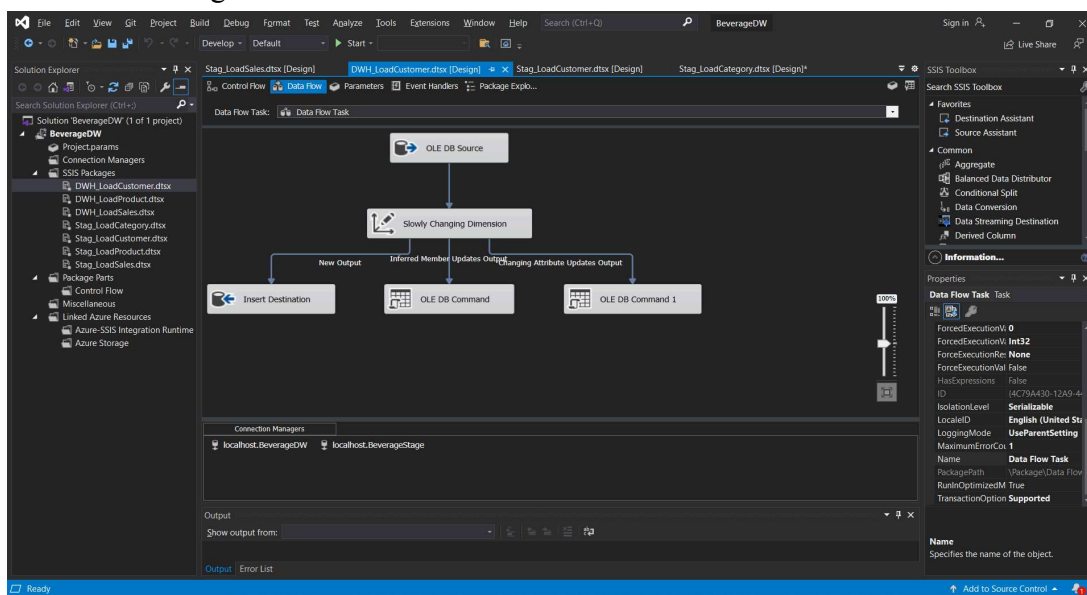 File Edit View Git Project Build Debug Format Test Analyze Tools Extensions Window Help Search (Ctrl+Q) BeverageDW Sign in
Develop Default Start Live Share
Solution Explorer
Search Solution Explorer (Ctrl+;)
Solution 'BeverageDW' (1 of 1 project)
BeverageDW
Project.params
Connection Managers
SSIS Packages
DWH_LoadCustomer.dtsx
DWH_LoadProduct.dtsx
DWH_LoadSales.dtsx
Stag_LoadCategory.dtsx
Stag_LoadCustomer.dtsx
Stag_LoadProduct.dtsx
Stag_LoadSales.dtsx
Package Parts
Control Flow
Miscellaneous
Linked Azure Resources
Azure-SSIS Integration Runtime
Azure Storage
Stag_LoadSales.dtsx [Design] DWH_LoadCustomer.dtsx [Design] Stag_LoadCustomer.dtsx [Design] Stag_LoadCategory.dtsx [Design]*
Control Flow Data Flow Parameters Event Handlers Package Explo...
Data Flow Task: Data Flow Task
OLE DB Source
Slowly Changing Dimension
New Output Inferred Member Updates Output Changing Attribute Updates Output
Insert Destination OLE DB Command OLE DB Command 1
100%
Connection Managers
localhost.BeverageDW localhost.BeverageStage
Output
Show output from:
Output Error List
SSIS Toolbox
Search SSIS Toolbox
Favorites
Destination Assistant
Source Assistant
Common
Aggregate
Balanced Data Distributor
Conditional Split
Data Conversion
Data Streaming Destination
Derived Column
Information...
Properties
Data Flow Task Task
ForcedExecutionV 0
ForcedExecutionV Int32
ForceExecutionRe None
ForceExecutionVal False
HasExpressions False
ID {4C79A430-12A9-4
IsolationLevel Serializable
LocaleID English (United Sta
LoggingMode UseParentSetting
MaximumErrorCou 1
Name Data Flow Task
PackagePath \Package\Data Flow
RunInOptimizedM True
TransactionOption Supported
Name
Specifies the name of the object.
Ready Add to Source Control